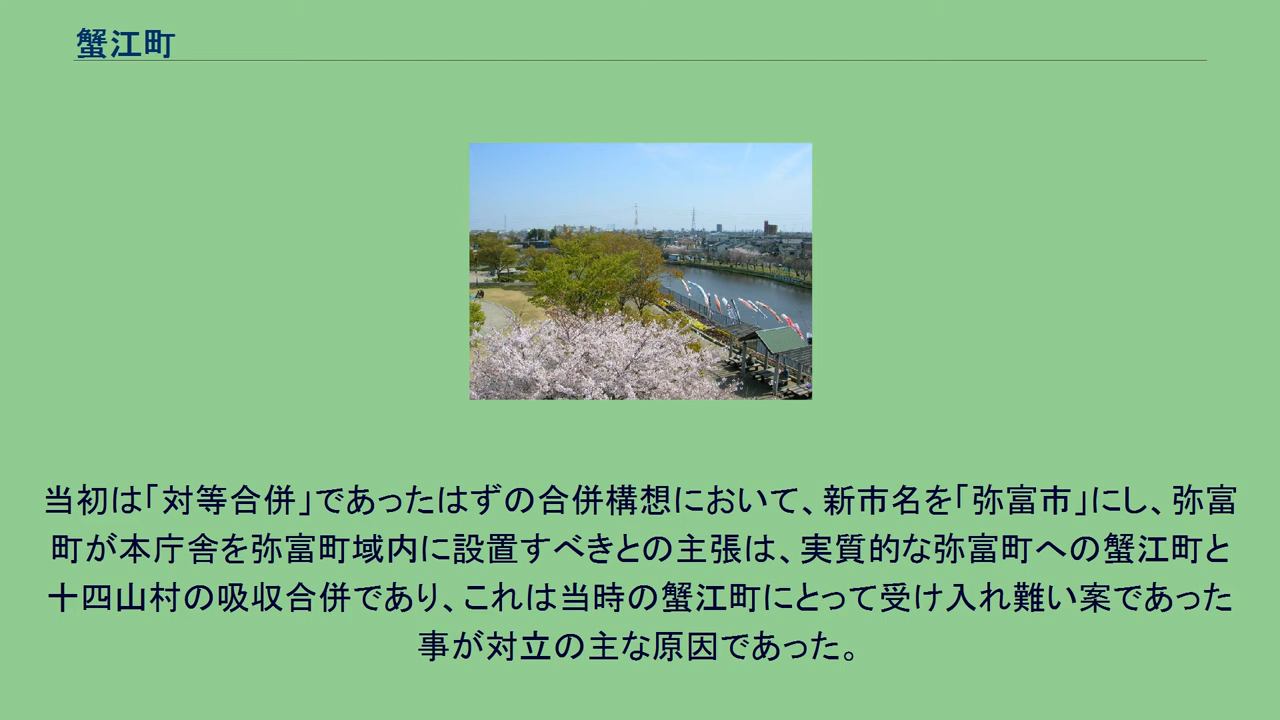 蟹江町
当初は「対等合併」であったはずの合併構想において、新市名を「弥富市」にし、弥富
町が本庁舎を弥富町域内に設置すべきとの主張は、実質的な弥富町への蟹江町と
十四山村の吸収合併であり、これは当時の蟹江町にとって受け入れ難い案であった
事が対立の主な原因であった。